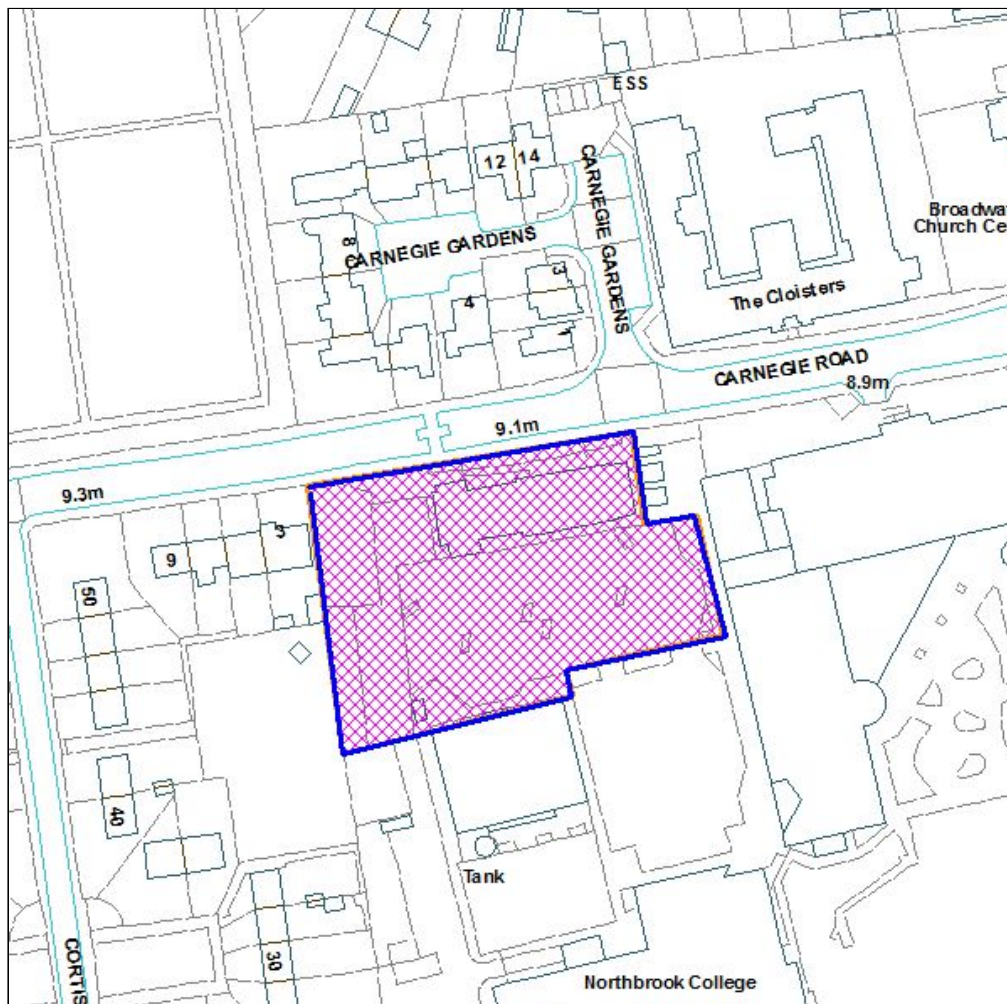 ESS
12
14
CARNEGIE GARDENS
8
CARNEGIE GARDENS
3
4
1
Broadwat
Church Ce
The Cloisters
CARNEGIE ROAD
8.9m
9.1m
9.3m
9
50
40
30
Tank
CORTIS
Northbrook College